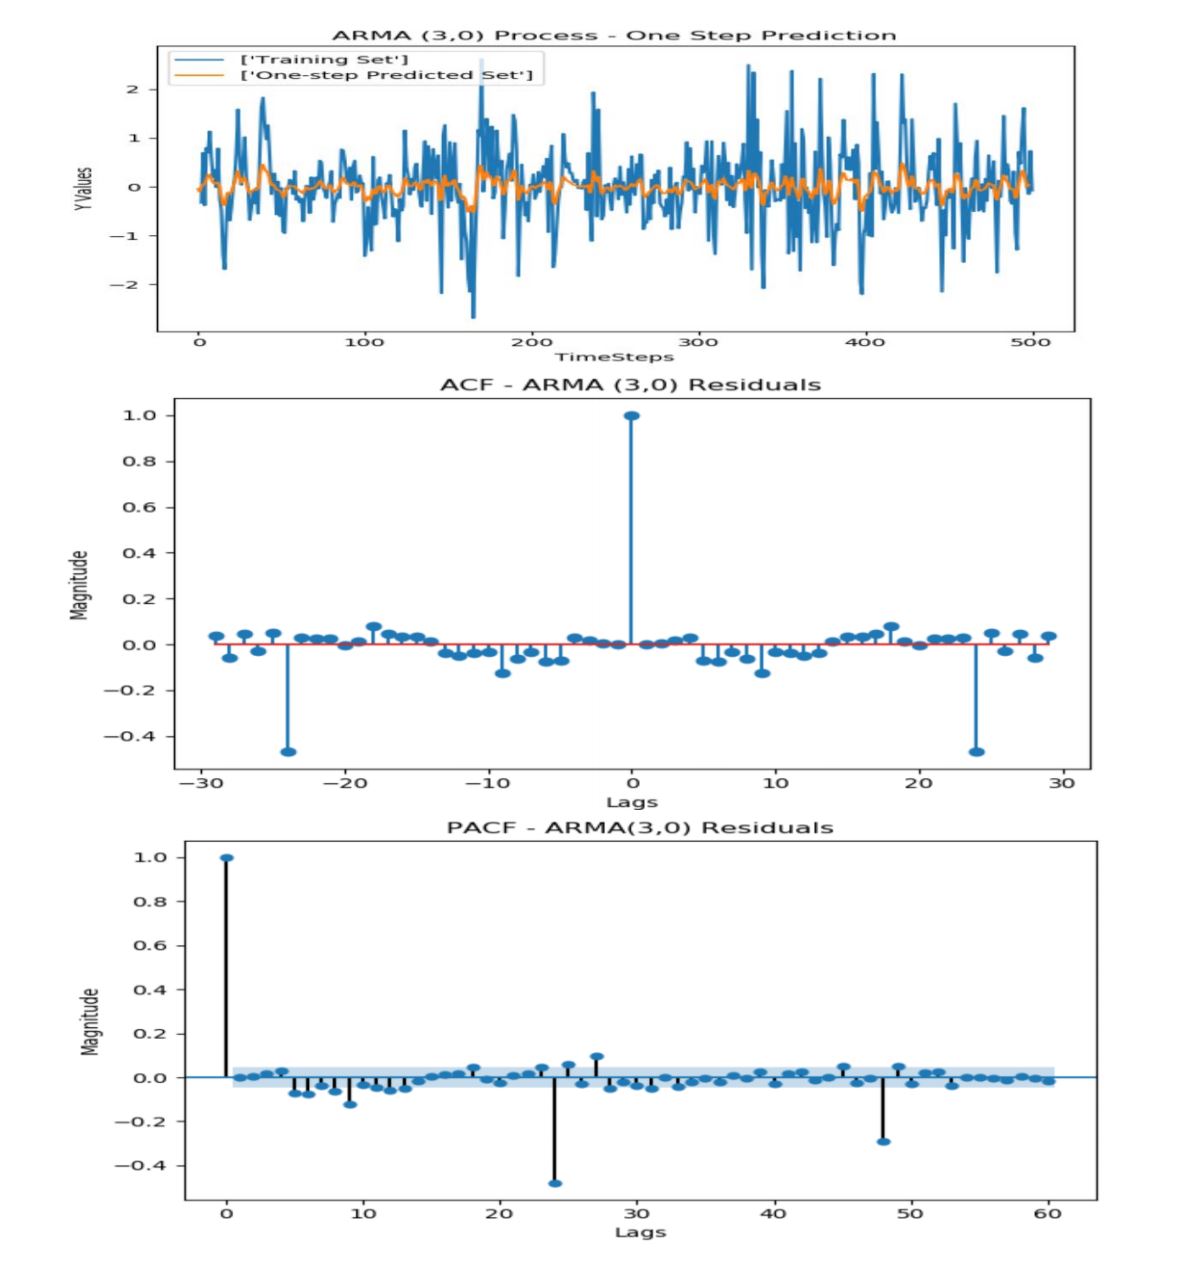 ARMA (3,0) Process - One Step Prediction
['Training Set']
['One-step Predicted Set']
Y Values
2
1
0
−1
−2
0 100 200 300 400 500
TimeSteps
ACF - ARMA (3,0) Residuals
Magnitude
1.0
0.8
0.6
0.4
0.2
0.0
−0.2
−0.4
−30 −20 −10 0 10 20 30
Lags
PACF - ARMA(3,0) Residuals
Magnitude
1.0
0.8
0.6
0.4
0.2
0.0
−0.2
−0.4
0 10 20 30 40 50 60
Lags